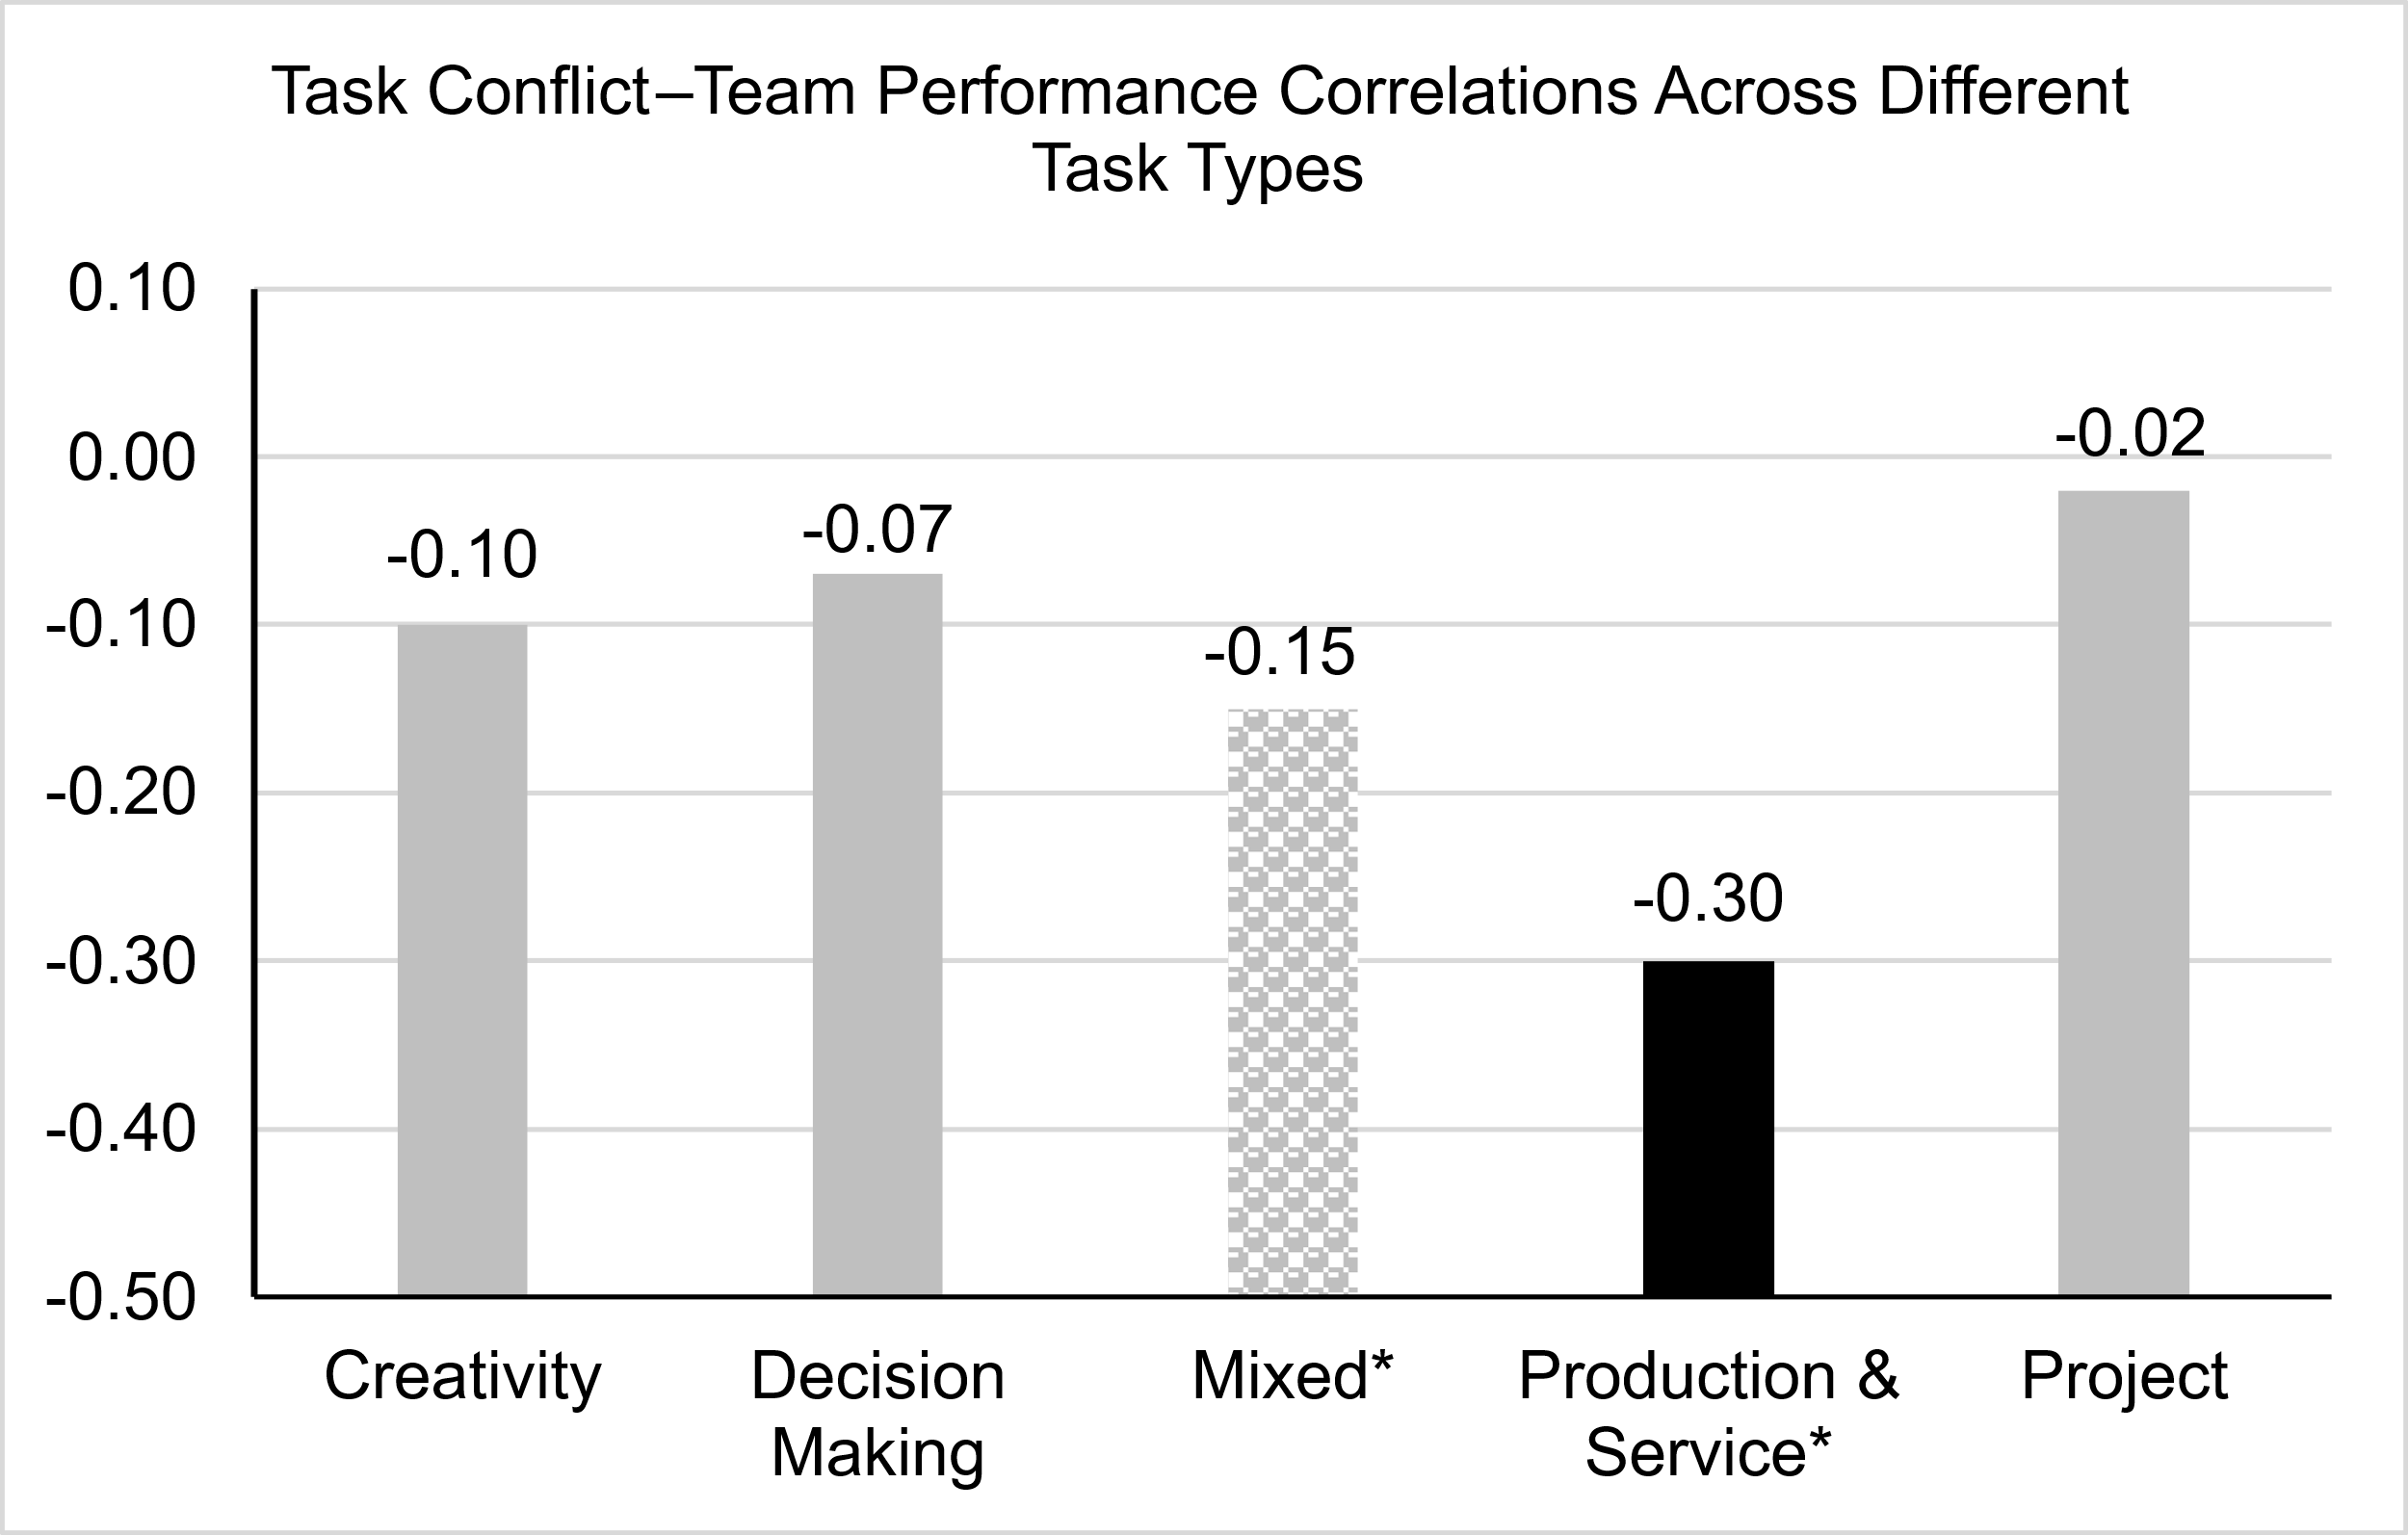 Task Conflict–Team Performance Correlations Across Different
Task Types
0.10
0.00
-0.10
-0.20
-0.30
-0.40
-0.50
-0.10
-0.07
-0.15
-0.30
-0.02
Creativity
Decision
Making
Mixed*
Production &
Service*
Project